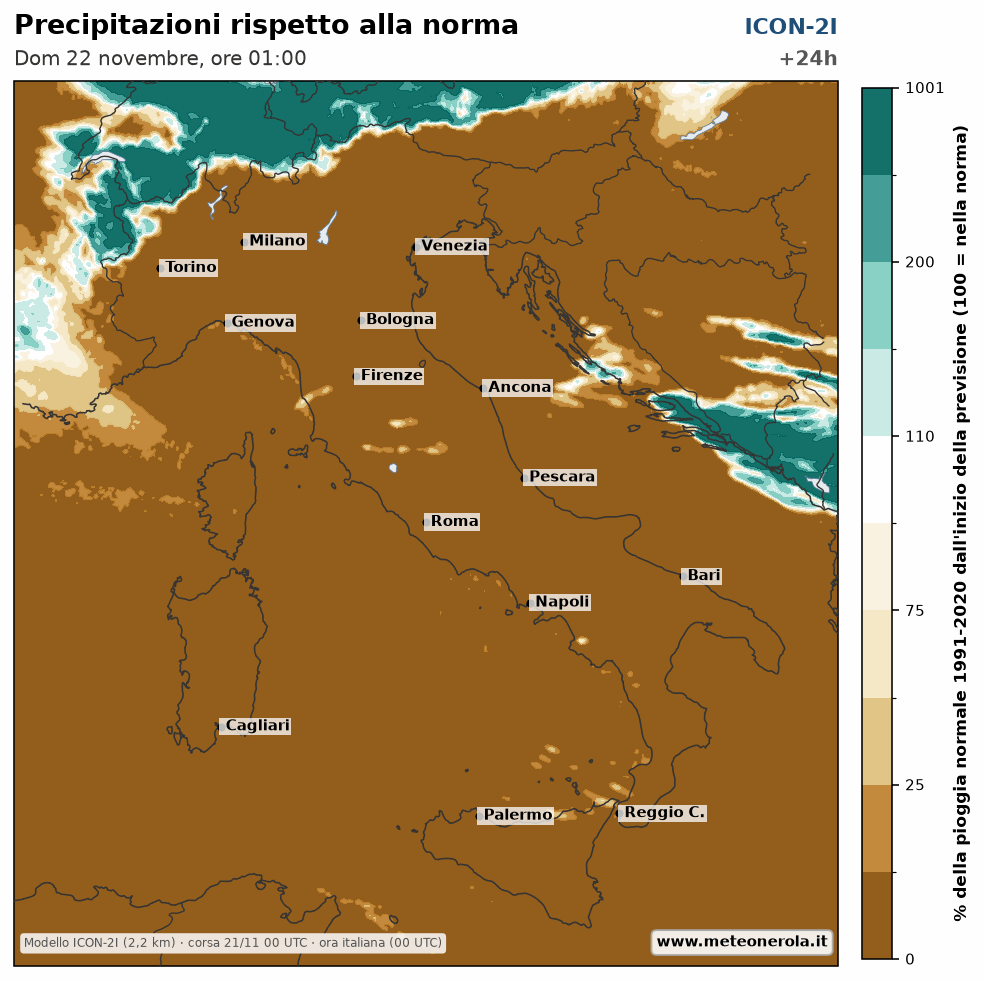 Precipitazioni rispetto alla norma
ICON-2I
Dom 22 novembre, ore 01:00
+24h
1001
200
110
75
25
0
% della pioggia normale 1991-2020 dall'inizio della previsione (100 = nella norma)
Milano
Venezia
Torino
Genova
Bologna
Firenze
Ancona
Pescara
Roma
Bari
Napoli
Cagliari
Palermo
Reggio C.
Modello ICON-2I (2,2 km) · corsa 21/11 00 UTC · ora italiana (00 UTC)
www.meteonerola.it